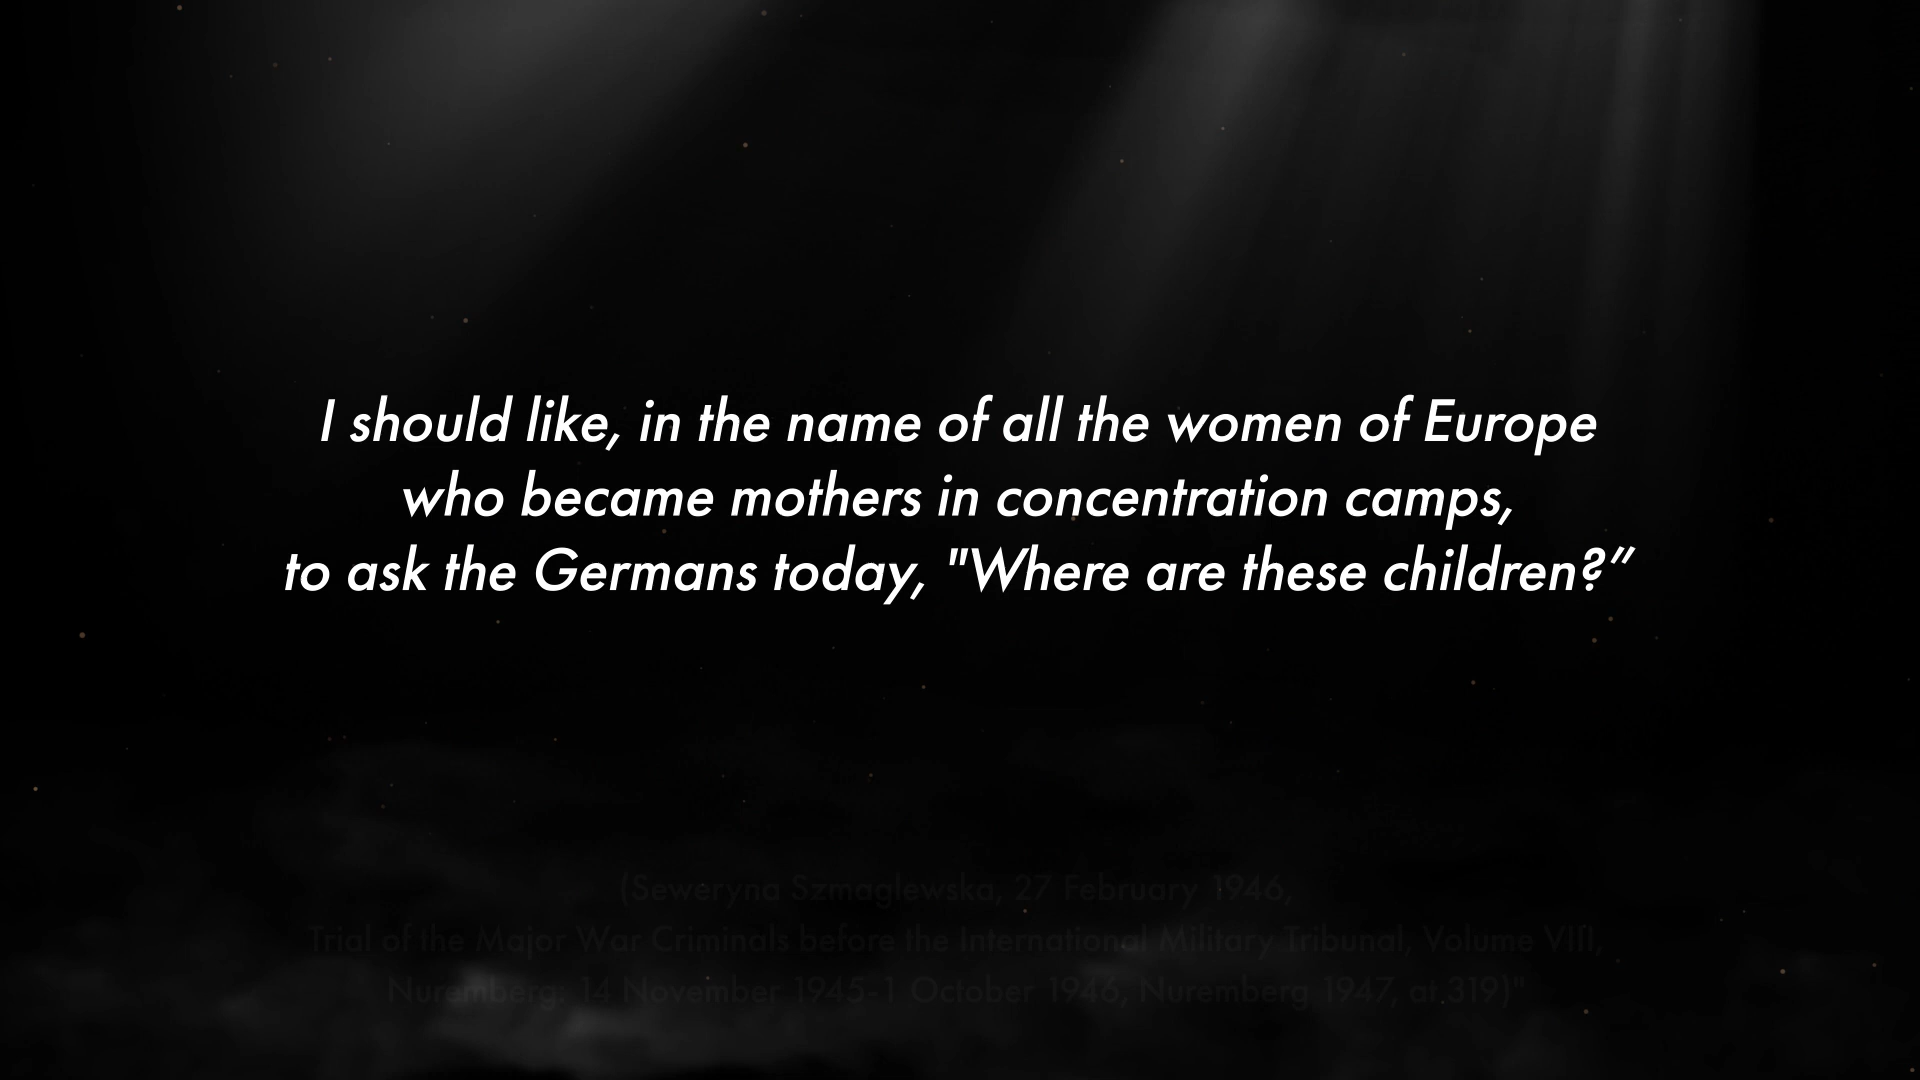 I should like, in the name of all the women of Europe
who became mothers in concentration camps,
to ask the Germans today, "Where are these children?”
(Seweryna Szmaglewska, 27 February 1946,
Trial of the Major War Criminals before the International Military Tribunal, Volume VIII,
Nuremberg. 14 November 1945-1 October 1946, Nuremberg 1947, at 319)"